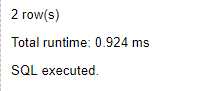 2 row(s)
Total runtime: 0.924 ms
SQL executed.